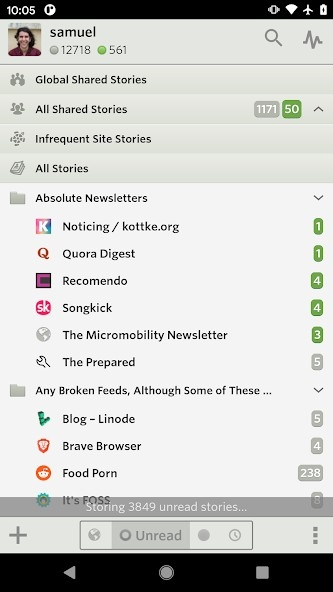 10:05
samuel
12718 561
Global Shared Stories
All Shared Stories 1171 50
Infrequent Site Stories
All Stories
Absolute Newsletters
Noticing / kottke.org 1
Q Quora Digest 1
Recomendo 4
sk Songkick 4
The Micromobility Newsletter 3
The Prepared 5
Any Broken Feeds, Although Some of These ...
Blog – Linode 5
Brave Browser 4
Food Porn 238
It's FOSS 5
Storing 3849 unread stories...
Unread